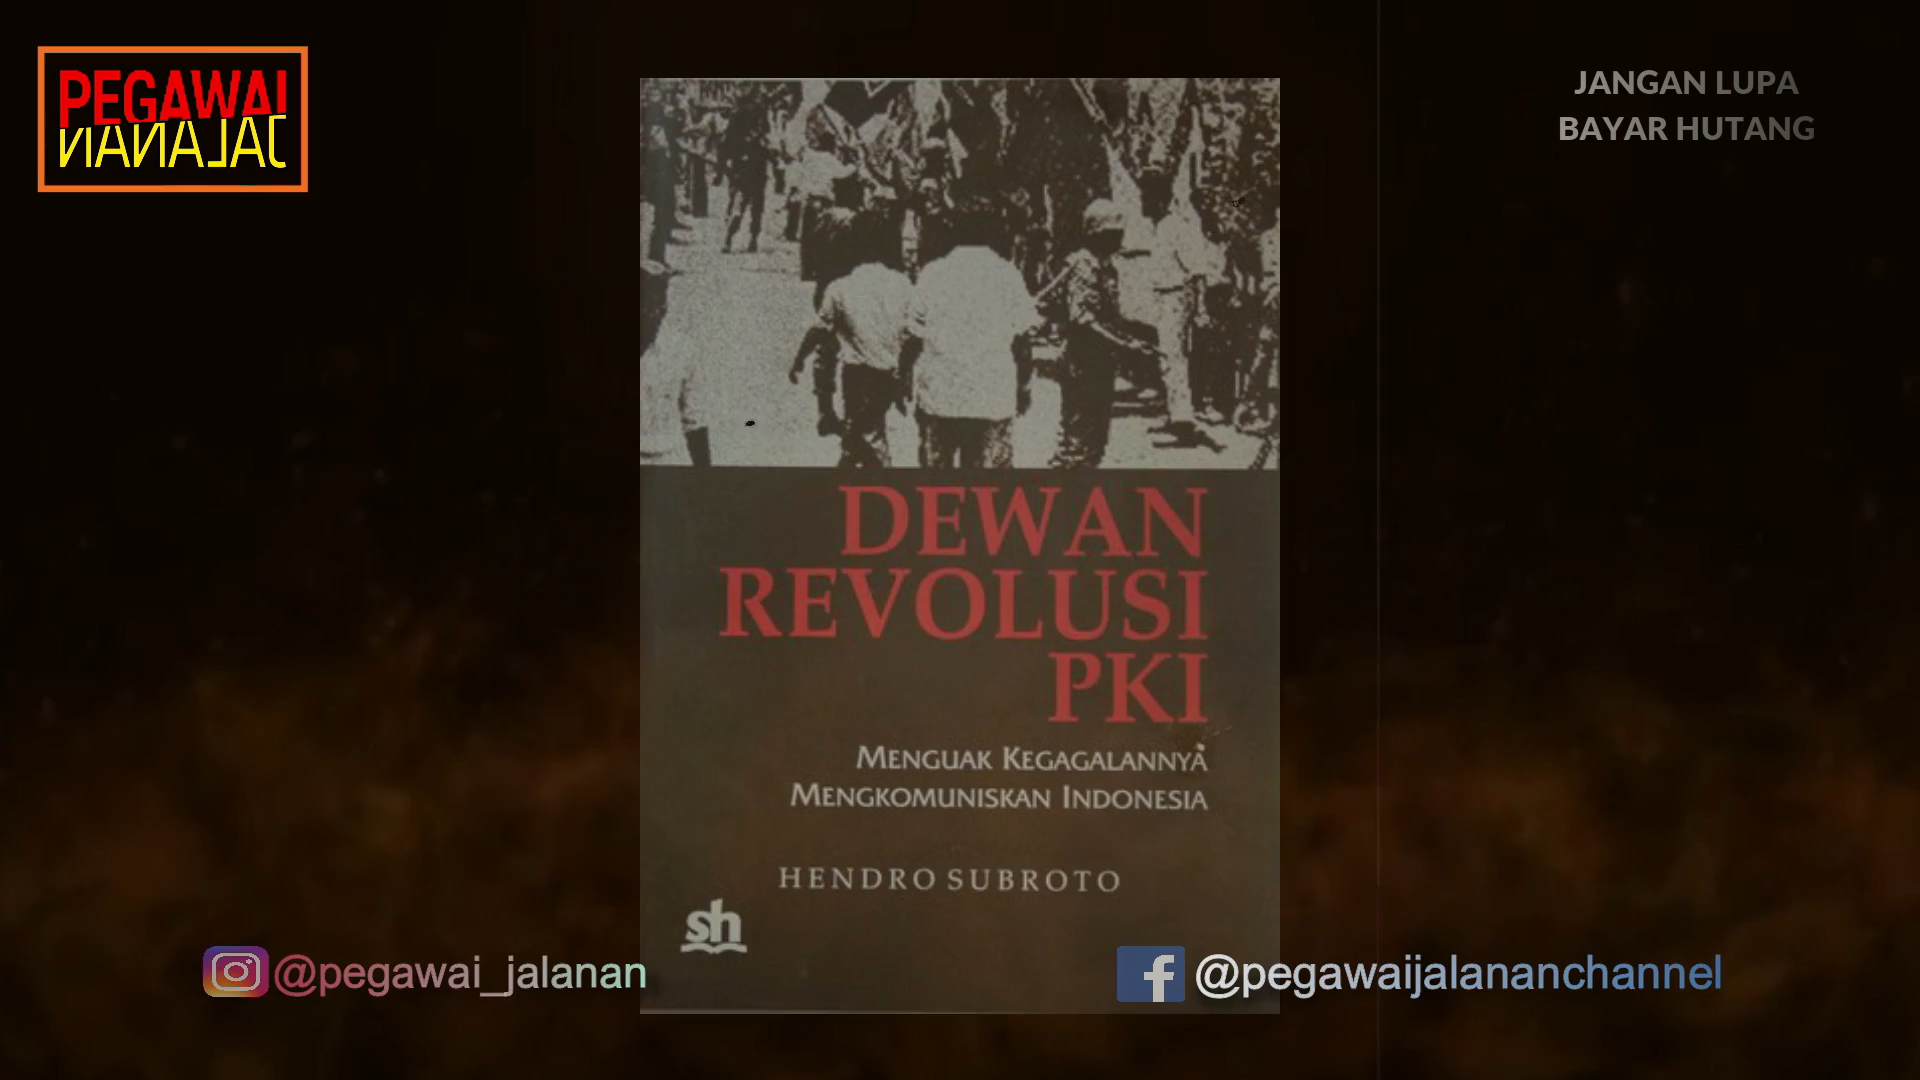 PEGAWAI
JALANAN
JANGAN LUPA
BAYAR HUTANG
DEWAN
REVOLUSI
PKI
MENGUAK KEGAGALANNYA
MENGKOMUNISKAN INDONESIA
HENDRO SUBROTO
sh
@pegawai_jalanan
@pegawaijalananchannel